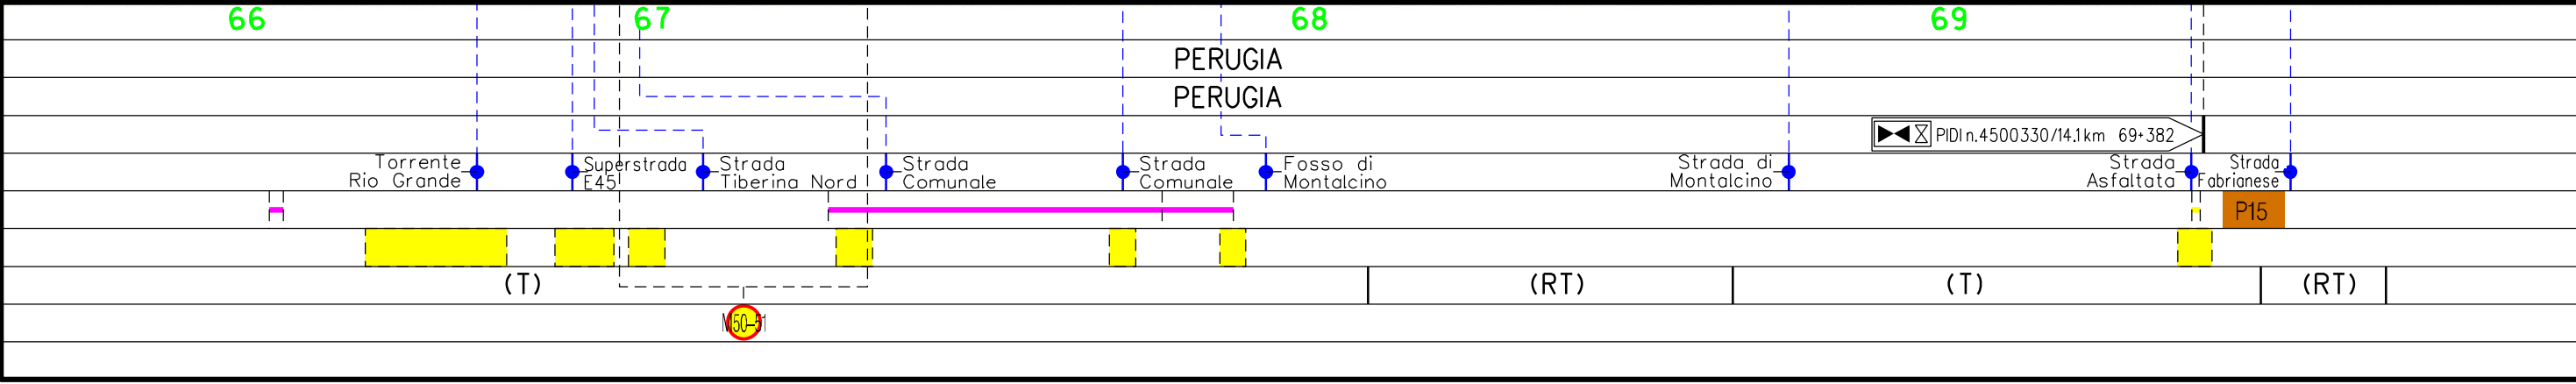 66 67 68 69
PERUGIA
PERUGIA
PIDI n.4500330/14.1 km 69+382
Torrente
Rio Grande
Superstrada
E45
Strada
Tiberina Nord
Strada
Comunale
Strada
Comunale
Fosso di
Montalcino
Strada di
Montalcino
Strada
Asfaltata
Strada
Fabrianese
P15
(T) (RT) (T) (RT)
M50-51